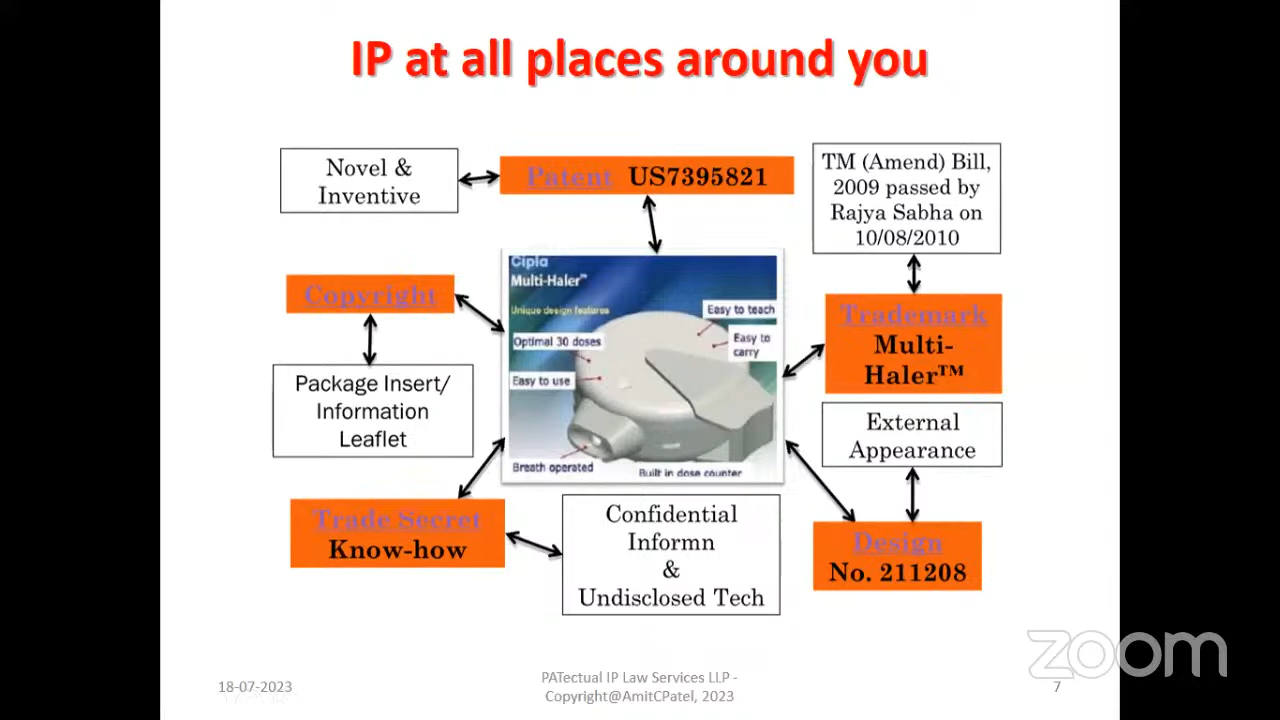 IP at all places around you
Novel &
Inventive
Patent US7395821
TM (Amend) Bill,
2009 passed by
Rajya Sabha on
10/08/2010
Copyright
Package Insert/
Information
Leaflet
Cipla
Multi-Haler™
Unique design features
Optimal 30 doses
Easy to use
Breath operated
Easy to teach
Easy to
carry
Built in dose counter
Trademark
Multi-
Haler™
External
Appearance
Trade Secret
Know-how
Confidential
Informn
&
Undisclosed Tech
Design
No. 211208
zoom
18-07-2023
PATectual IP Law Services LLP -
Copyright@AmitCPatel, 2023
7